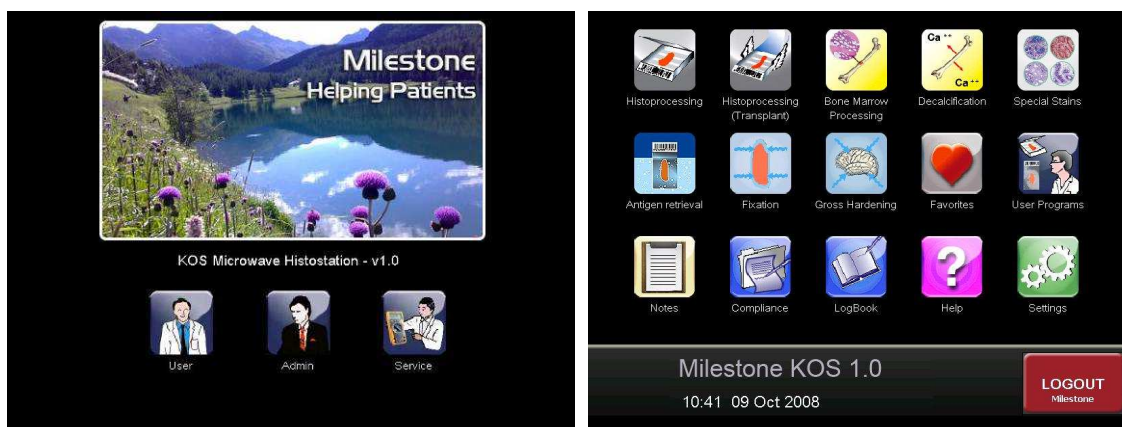 Milestone
Helping Patients
KOS Microwave Histostation - v1.0
User
Admin
Service
Histoprocessing
Histoprocessing
(Transplant)
Bone Marrow
Processing
Ca ++
Ca ++
Decalcification
Special Stains
Antigen retrieval
Fixation
Gross Hardening
Favorites
User Programs
Notes
Compliance
LogBook
?
Help
Settings
Milestone KOS 1.0
10:41 09 Oct 2008
LOGOUT
Milestone